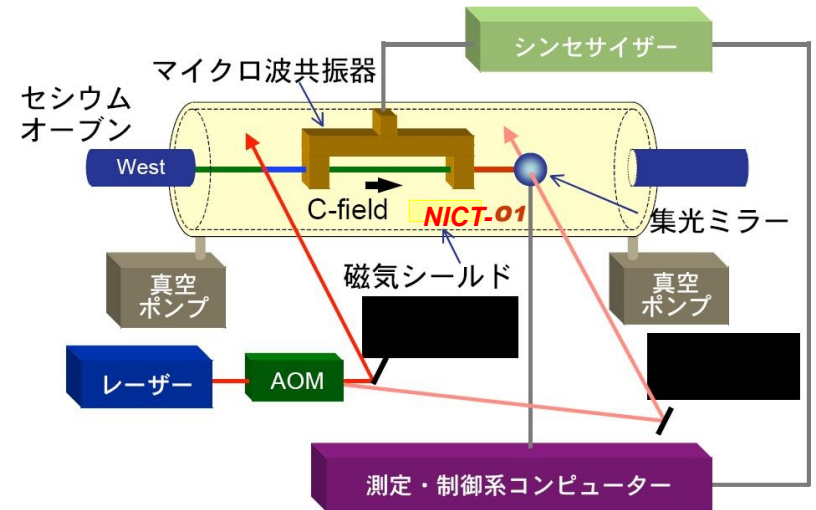 シンセサイザー
マイクロ波共振器
セシウム
オーブン
West
C-field
NICT-01
集光ミラー
磁気シールド
真空
ポンプ
真空
ポンプ
レーザー
AOM
測定・制御系コンピューター